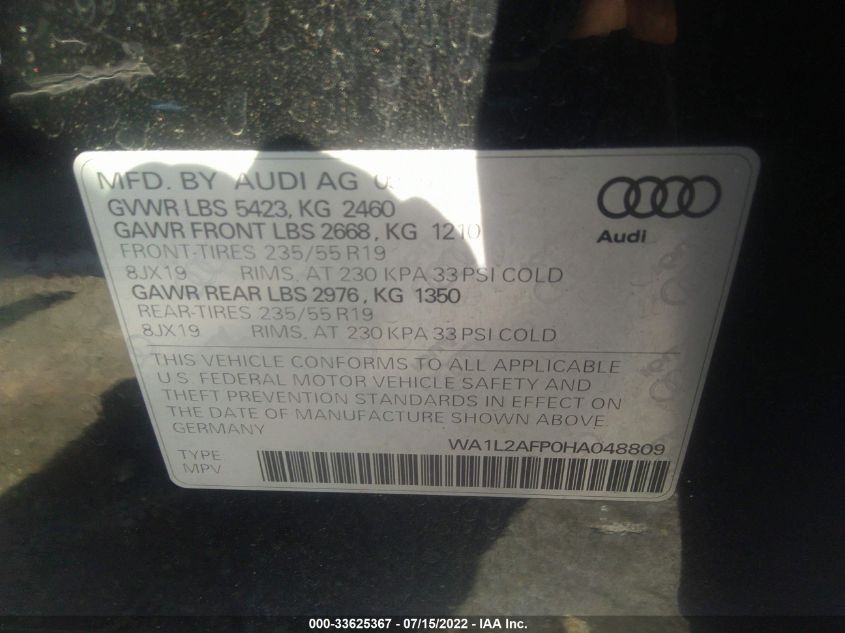 MFD. BY AUDI AG
GVWR LBS 5423, KG 2460
GAWR FRONT LBS 2668, KG 1210
FRONT-TIRES 235/55 R19
8JX19 RIMS, AT 230 KPA 33 PSI COLD
GAWR REAR LBS 2976, KG 1350
REAR-TIRES 235/55 R19
8JX19 RIMS, AT 230 KPA 33 PSI COLD
Audi
THIS VEHICLE CONFORMS TO ALL APPLICABLE
U.S. FEDERAL MOTOR VEHICLE SAFETY AND
THEFT PREVENTION STANDARDS IN EFFECT ON
THE DATE OF MANUFACTURE SHOWN ABOVE.
GERMANY
WA1L2AFP0HA048809
TYPE:
MPV
000-33625367 - 07/15/2022 - IAA Inc.